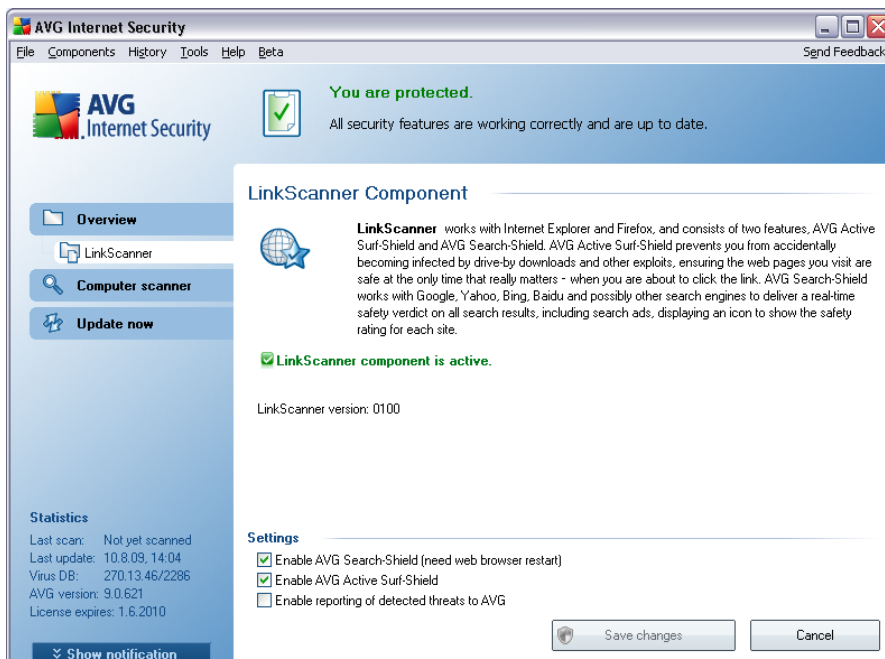 AVG Internet Security
File Components History Tools Help Beta
Send Feedback
AVG
Internet Security
You are protected.
All security features are working correctly and are up to date.
Overview
LinkScanner
Computer scanner
Update now
LinkScanner Component
LinkScanner works with Internet Explorer and Firefox, and consists of two features, AVG Active
Surf-Shield and AVG Search-Shield. AVG Active Surf-Shield prevents you from accidentally
becoming infected by drive-by downloads and other exploits, ensuring the web pages you visit are
safe at the only time that really matters - when you are about to click the link. AVG Search-Shield
works with Google, Yahoo, Bing, Baidu and possibly other search engines to deliver a real-time
safety verdict on all search results, including search ads, displaying an icon to show the safety
rating for each site.
LinkScanner component is active.
LinkScanner version: 0100
Statistics
Last scan: Not yet scanned
Last update: 10.8.09, 14:04
Virus DB: 270.13.46/2286
AVG version: 9.0.621
License expires: 1.6.2010
Show notification
Settings
Enable AVG Search-Shield (need web browser restart)
Enable AVG Active Surf-Shield
Enable reporting of detected threats to AVG
Save changes
Cancel